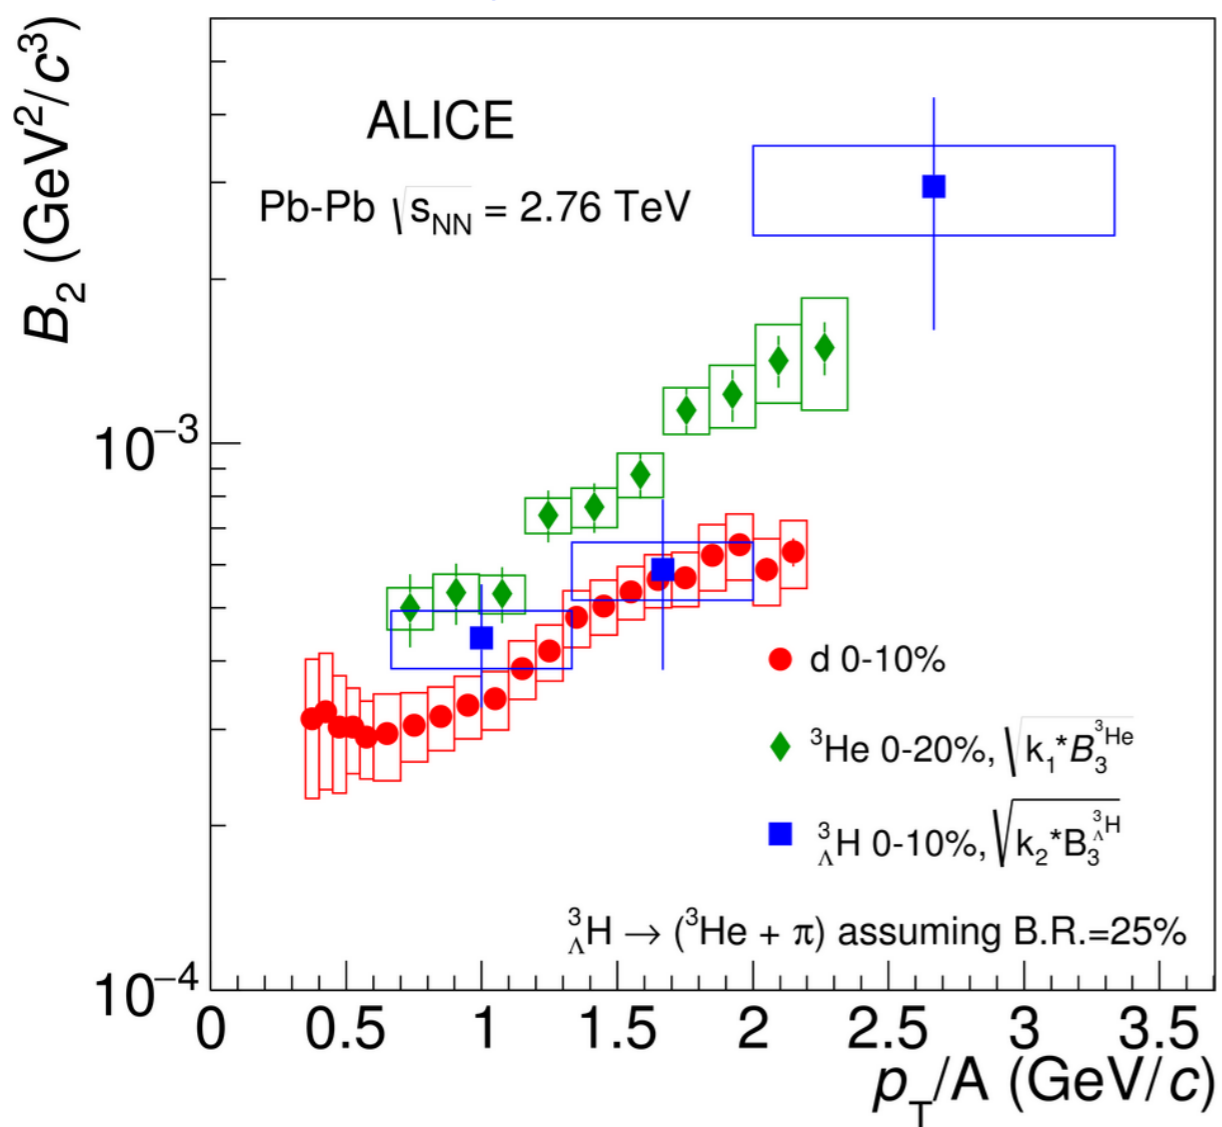 B₂ (GeV²/c³)
ALICE
Pb-Pb √sNN = 2.76 TeV
10⁻³
d 0-10%
³He 0-20%, √k₁*B₃³He
³ΛH 0-10%, √k₂*B₃³ΛH
³ΛH → (³He + π) assuming B.R.=25%
10⁻⁴
0 0.5 1 1.5 2 2.5 3 3.5
pT/A (GeV/c)